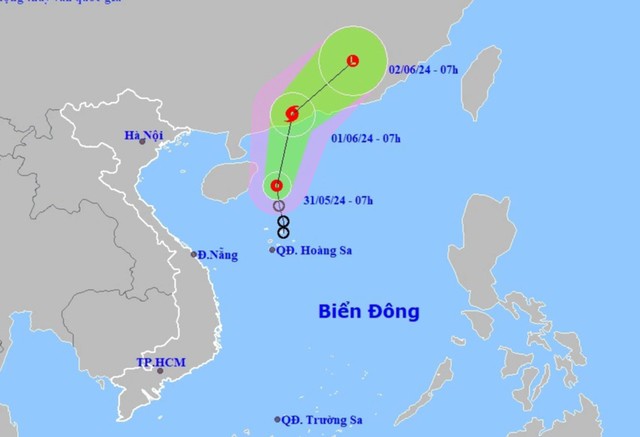 02/06/24 - 07h
Hà Nội
01/06/24 - 07h
31/05/24 - 07h
Đ.Nẵng
QĐ. Hoàng Sa
Biển Đông
TP.HCM
QĐ. Trường Sa
L